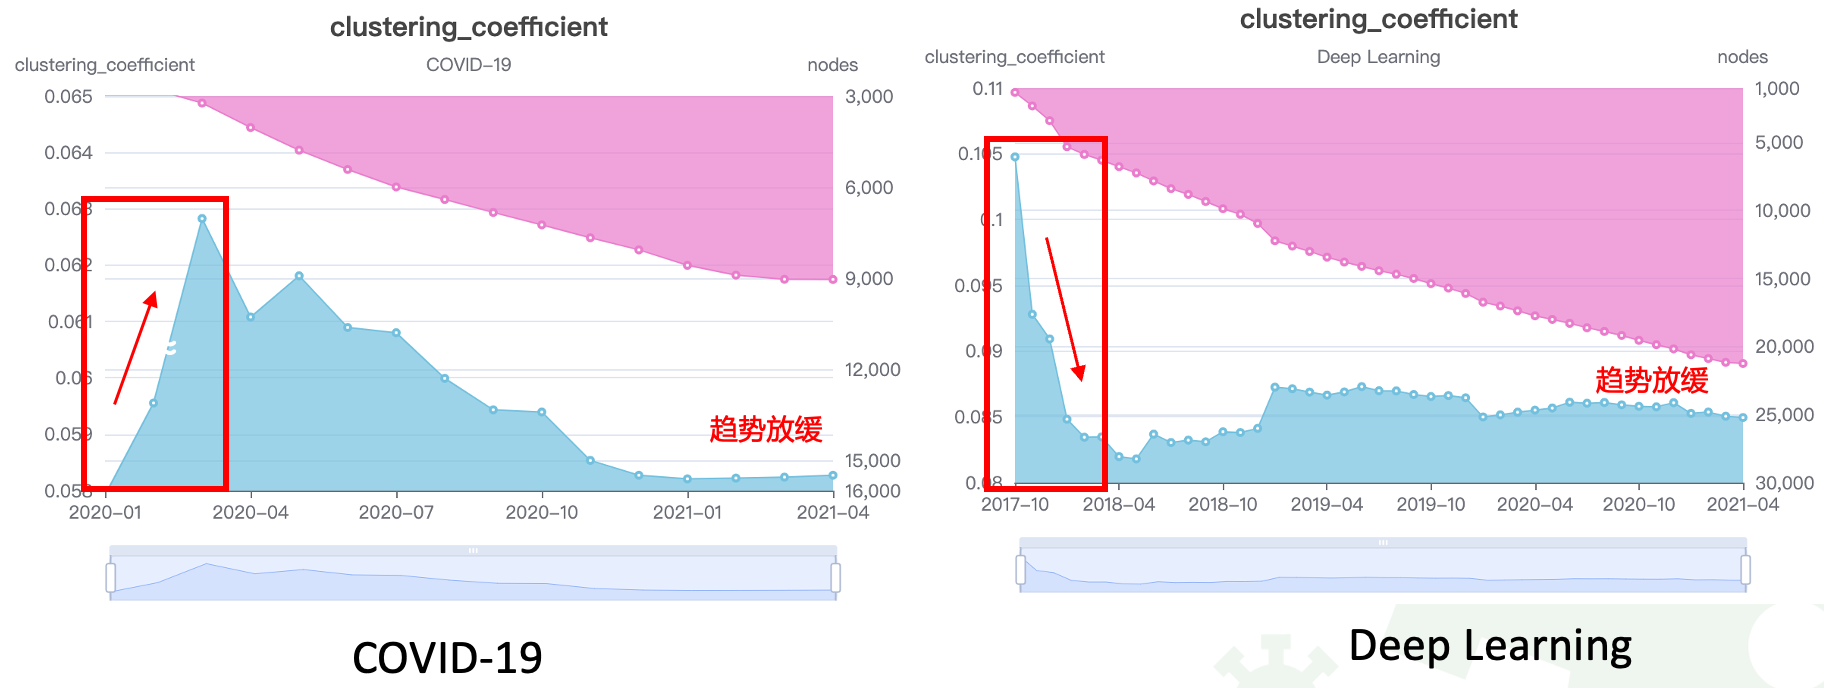 clustering_coefficient
clustering_coefficient COVID-19 nodes
0.065 3,000
0.064
6,000
0.063
0.062
9,000
0.061
12,000
0.06
趋势放缓
0.059
15,000
0.058 16,000
2020-01 2020-04 2020-07 2020-10 2021-01 2021-04
COVID-19
clustering_coefficient
clustering_coefficient Deep Learning nodes
0.11 1,000
5,000
0.105
10,000
0.1
15,000
0.095
20,000
0.09
趋势放缓
0.085 25,000
0.08 30,000
2017-10 2018-04 2018-10 2019-04 2019-10 2020-04 2020-10 2021-04
Deep Learning